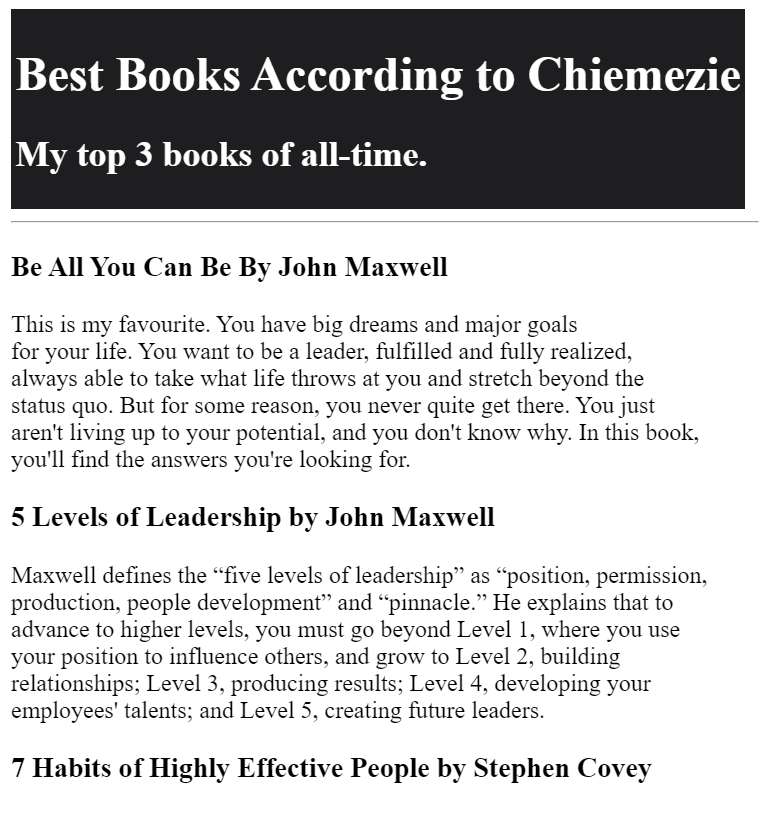 Best Books According to Chiemezie
My top 3 books of all-time.
Be All You Can Be By John Maxwell
This is my favourite. You have big dreams and major goals
for your life. You want to be a leader, fulfilled and fully realized,
always able to take what life throws at you and stretch beyond the
status quo. But for some reason, you never quite get there. You just
aren't living up to your potential, and you don't know why. In this book,
you'll find the answers you're looking for.
5 Levels of Leadership by John Maxwell
Maxwell defines the “five levels of leadership” as “position, permission,
production, people development” and “pinnacle.” He explains that to
advance to higher levels, you must go beyond Level 1, where you use
your position to influence others, and grow to Level 2, building
relationships; Level 3, producing results; Level 4, developing your
employees' talents; and Level 5, creating future leaders.
7 Habits of Highly Effective People by Stephen Covey